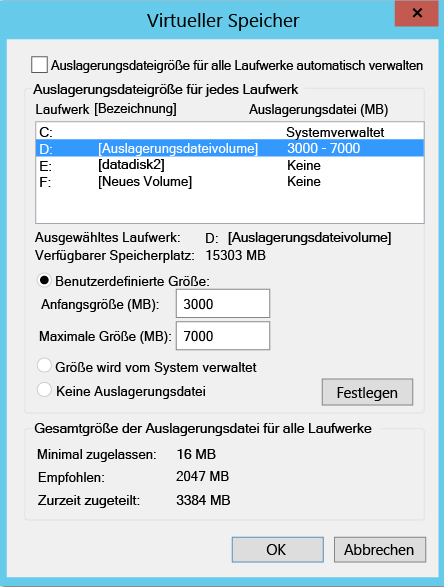 Virtueller Speicher
Auslagerungsdateigröße für alle Laufwerke automatisch verwalten
Auslagerungsdateigröße für jedes Laufwerk
Laufwerk [Bezeichnung] Auslagerungsdatei (MB)
C: Systemverwaltet
D: [Auslagerungsdateivolume] 3000 - 7000
E: [datadisk2] Keine
F: [Neues Volume] Keine
Ausgewähltes Laufwerk: D: [Auslagerungsdateivolume]
Verfügbarer Speicherplatz: 15303 MB
Benutzerdefinierte Größe:
Anfangsgröße (MB): 3000
Maximale Größe (MB): 7000
Größe wird vom System verwaltet
Keine Auslagerungsdatei
Festlegen
Gesamtgröße der Auslagerungsdatei für alle Laufwerke
Minimal zugelassen: 16 MB
Empfohlen: 2047 MB
Zurzeit zugeteilt: 3384 MB
OK Abbrechen